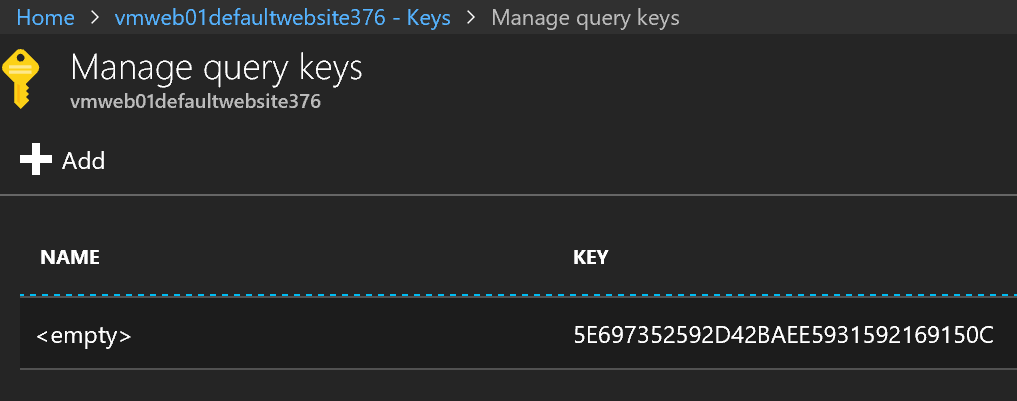 Home > vmweb01defaultwebsite376 - Keys > Manage query keys
Manage query keys
vmweb01defaultwebsite376
Add
NAME KEY
<empty> 5E697352592D42BAEE5931592169150C